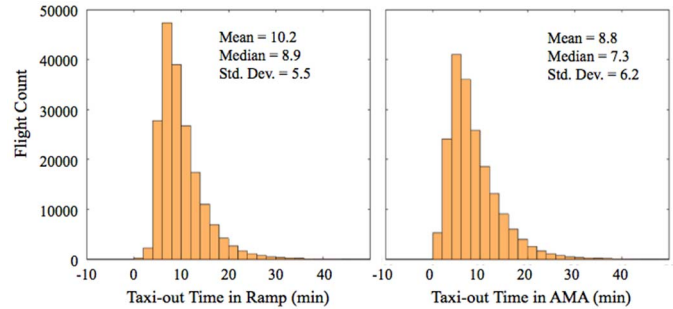 50000
40000
30000
20000
10000
0
Flight Count
Mean = 10.2
Median = 8.9
Std. Dev. = 5.5
-10 0 10 20 30 40
Taxi-out Time in Ramp (min)
Mean = 8.8
Median = 7.3
Std. Dev. = 6.2
-10 0 10 20 30 40
Taxi-out Time in AMA (min)